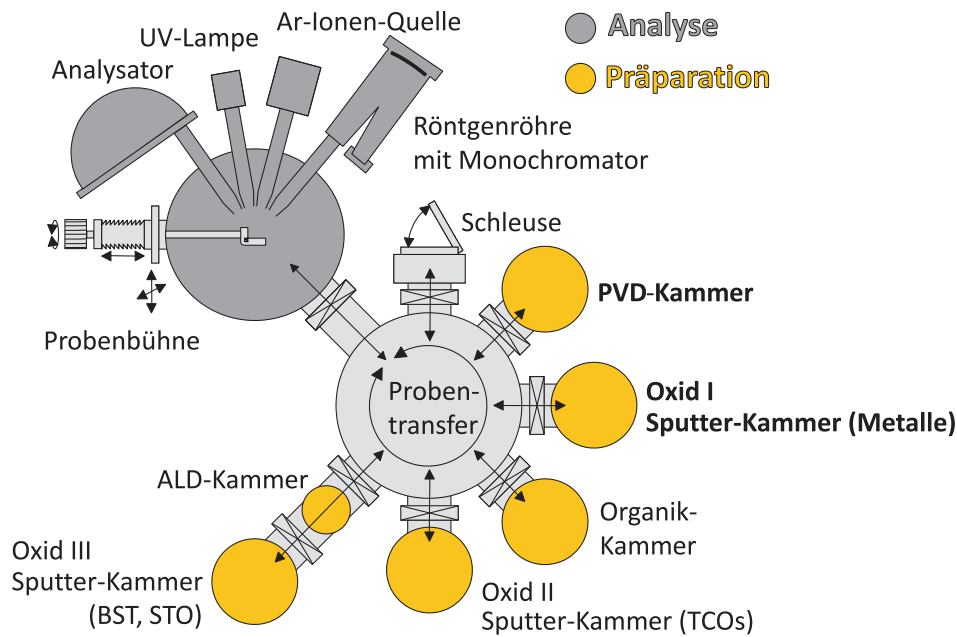 Ar-Ionen-Quelle
UV-Lampe
Analysator
Analyse
Präparation
Röntgenröhre
mit Monochromator
Schleuse
Probenbühne
PVD-Kammer
Oxid I
Sputter-Kammer (Metalle)
Proben-
transfer
ALD-Kammer
Organik-
Kammer
Oxid III
Sputter-Kammer
(BST, STO)
Oxid II
Sputter-Kammer (TCOs)